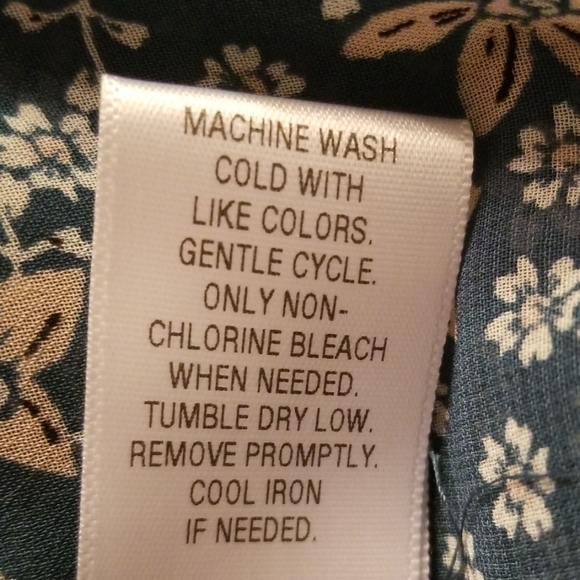 MACHINE WASH
COLD WITH
LIKE COLORS.
GENTLE CYCLE.
ONLY NON-
CHLORINE BLEACH
WHEN NEEDED.
TUMBLE DRY LOW.
REMOVE PROMPTLY.
COOL IRON
IF NEEDED.